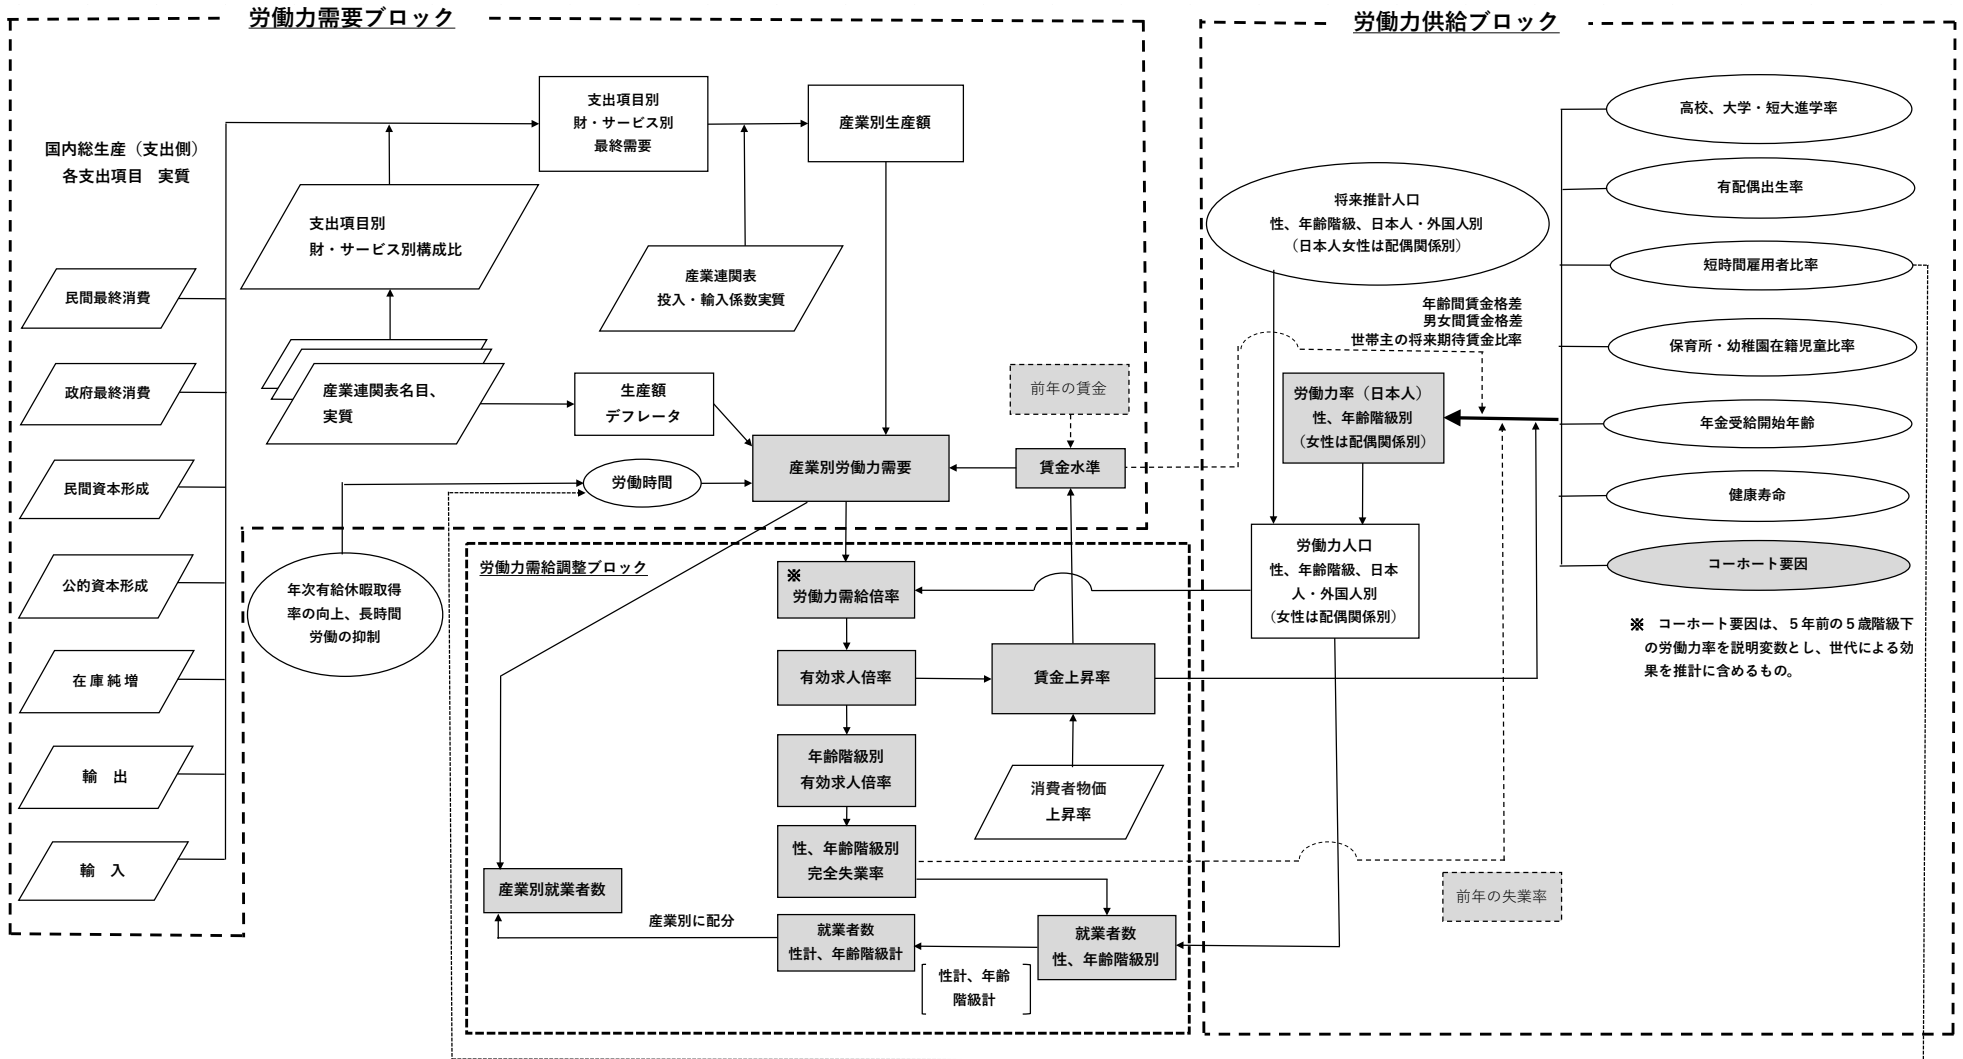 労働力需要ブロック
国内総生産（支出側）
各支出項目　実質
支出項目別
財・サービス別
最終需要
産業別生産額
支出項目別
財・サービス別構成比
産業連関表
投入・輸入係数実質
民間最終消費
政府最終消費
民間資本形成
公的資本形成
在庫純増
輸　出
輸　入
産業連関表名目、
実質
生産額
デフレータ
前年の賃金
産業別労働力需要
賃金水準
労働時間
年次有給休暇取得
率の向上、長時間
労働の抑制
労働力需給調整ブロック
※
労働力需給倍率
有効求人倍率
賃金上昇率
年齢階級別
有効求人倍率
消費者物価
上昇率
性、年齢階級別
完全失業率
産業別就業者数
産業別に配分
就業者数
性計、年齢階級計
性計、年齢
階級計
就業者数
性、年齢階級別
労働力供給ブロック
将来推計人口
性、年齢階級、日本人・外国人別
（日本人女性は配偶関係別）
年齢間賃金格差
男女間賃金格差
世帯主の将来期待賃金比率
労働力率（日本人）
性、年齢階級別
（女性は配偶関係別）
労働力人口
性、年齢階級、日本
人・外国人別
（女性は配偶関係別）
前年の失業率
高校、大学・短大進学率
有配偶出生率
短時間雇用者比率
保育所・幼稚園在籍児童比率
年金受給開始年齢
健康寿命
コーホート要因
※　コーホート要因は、５年前の５歳階級下
の労働力率を説明変数とし、世代による効
果を推計に含めるもの。